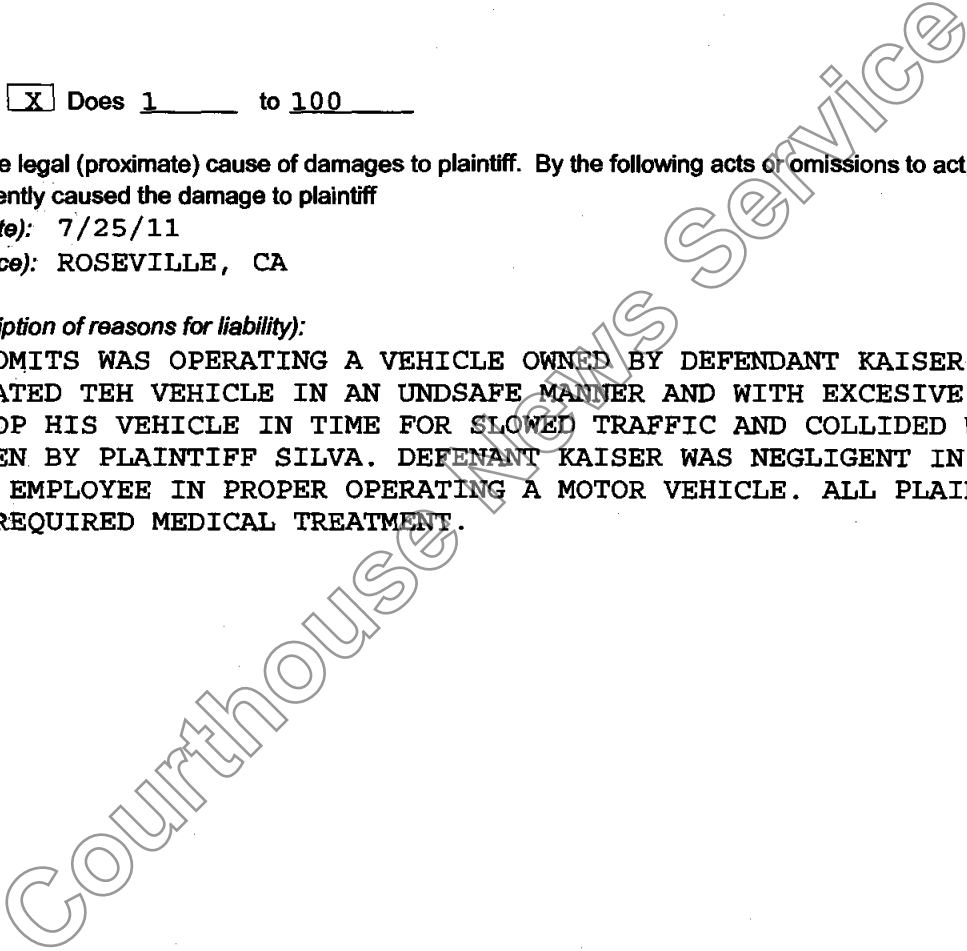 X Does 1 to 100
e legal (proximate) cause of damages to plaintiff. By the following acts or omissions to act
ently caused the damage to plaintiff
te): 7/25/11
ce): ROSEVILLE, CA
iption of reasons for liability):
OMITS WAS OPERATING A VEHICLE OWNED BY DEFENDANT KAISER
ATED TEH VEHICLE IN AN UNDSAFE MANNER AND WITH EXCESIVE
OP HIS VEHICLE IN TIME FOR SLOWED TRAFFIC AND COLLIDED
EN BY PLAINTIFF SILVA. DEFENANT KAISER WAS NEGLIGENT IN
EMPLOYEE IN PROPER OPERATING A MOTOR VEHICLE. ALL PLAI
REQUIRED MEDICAL TREATMENT.
Courthouse News Service